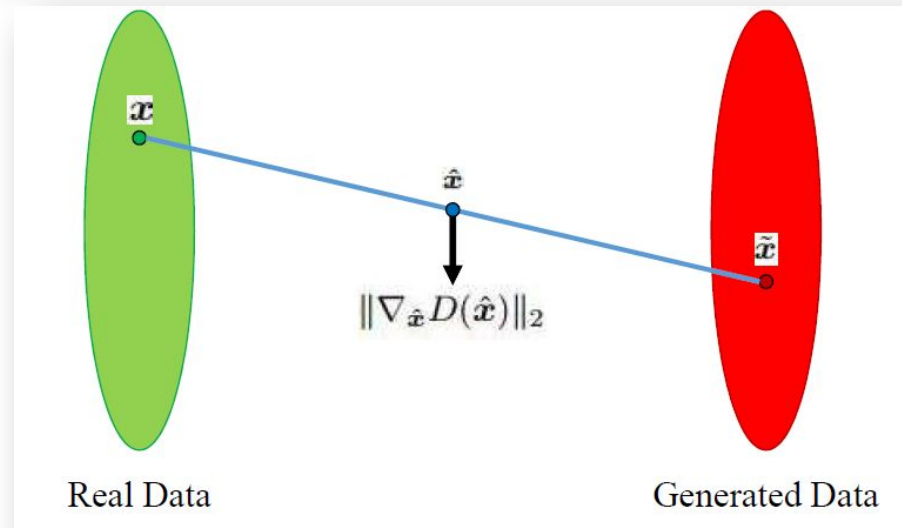 x
x̂
x̃
‖∇x̂D(x̂)‖2
Real Data
Generated Data